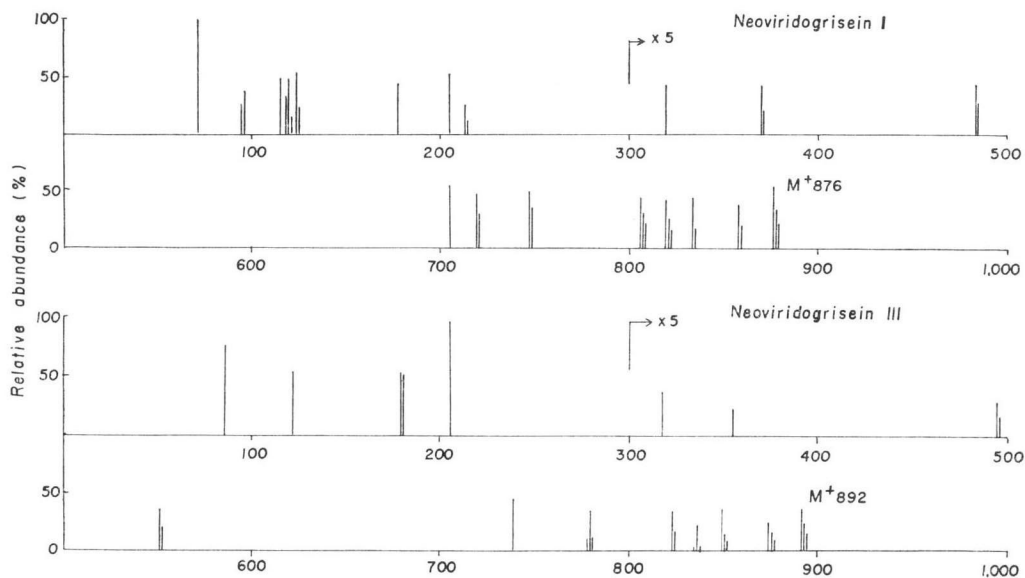 Relative abundance (%)
Neoviridogrisein I
100
50
x 5
100 200 300 400 500
50
0
M+876
600 700 800 900 1,000
Neoviridogrisein III
100
50
x 5
100 200 300 400 500
50
0
M+892
600 700 800 900 1,000